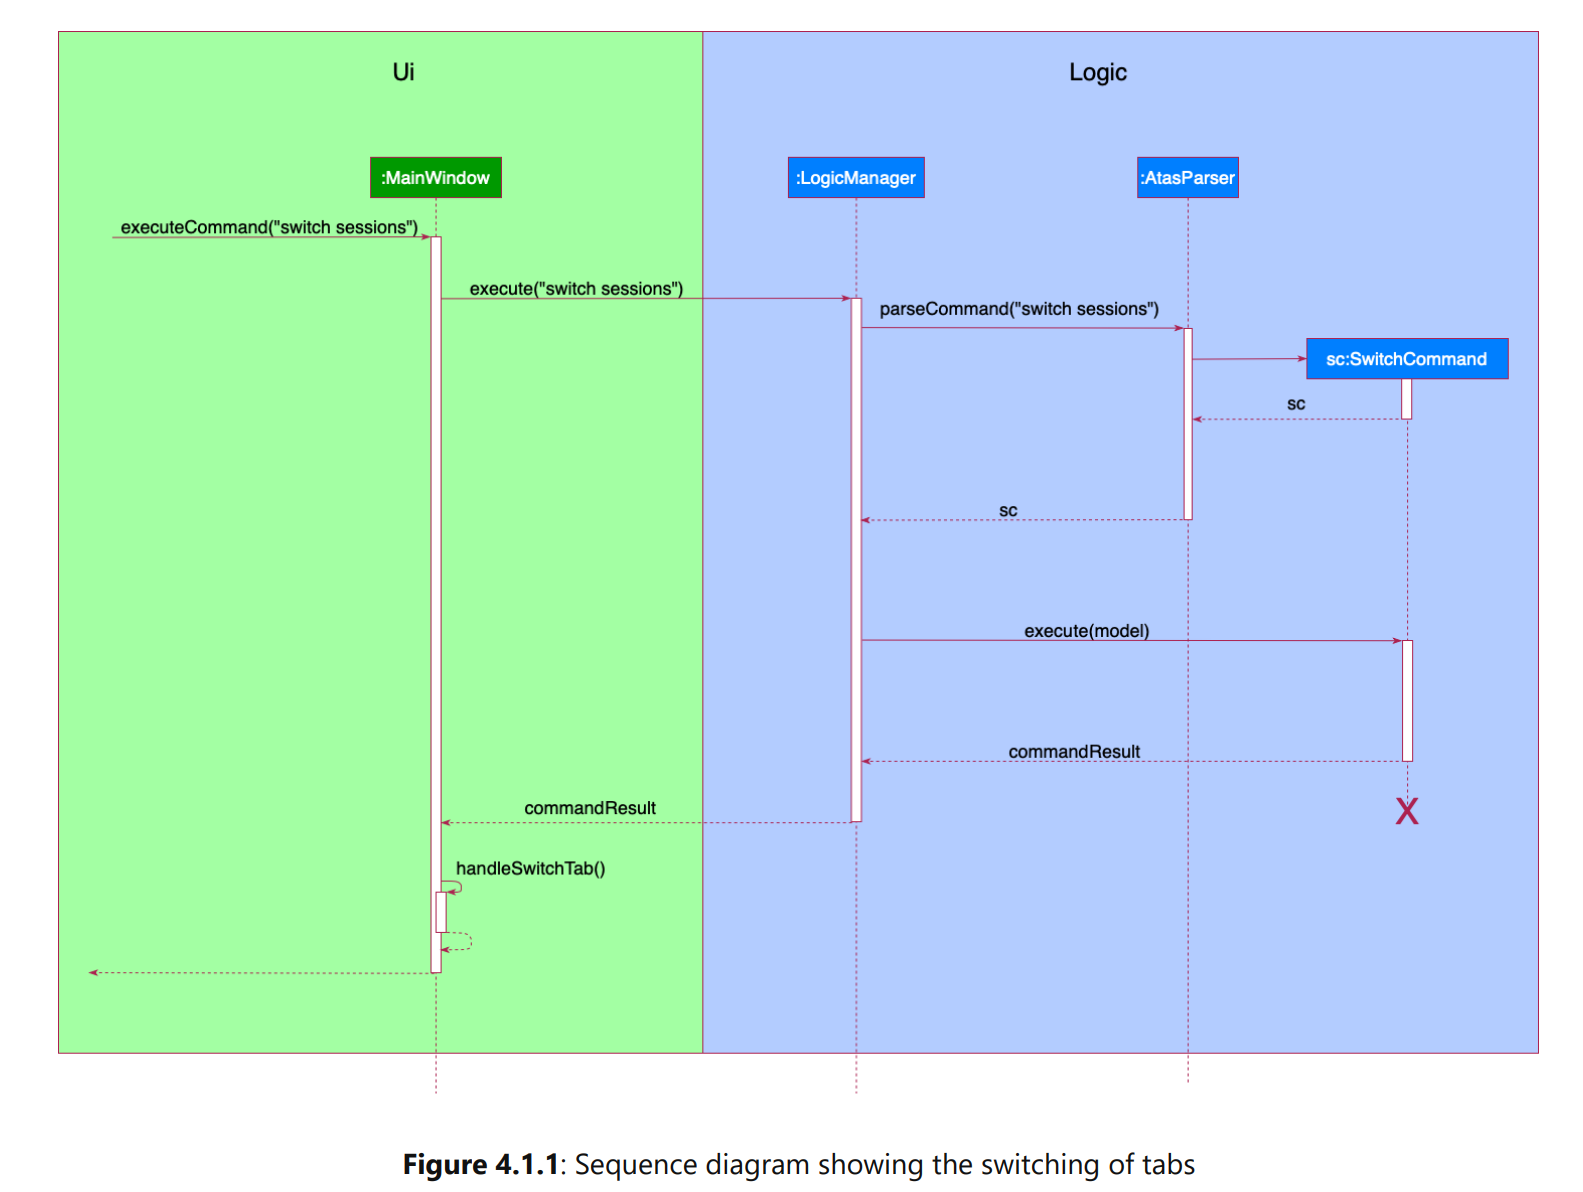 Ui
Logic
:MainWindow
:LogicManager
:AtasParser
executeCommand("switch sessions")
execute("switch sessions")
parseCommand("switch sessions")
sc:SwitchCommand
sc
sc
execute(model)
commandResult
commandResult
X
handleSwitchTab()
Figure 4.1.1: Sequence diagram showing the switching of tabs